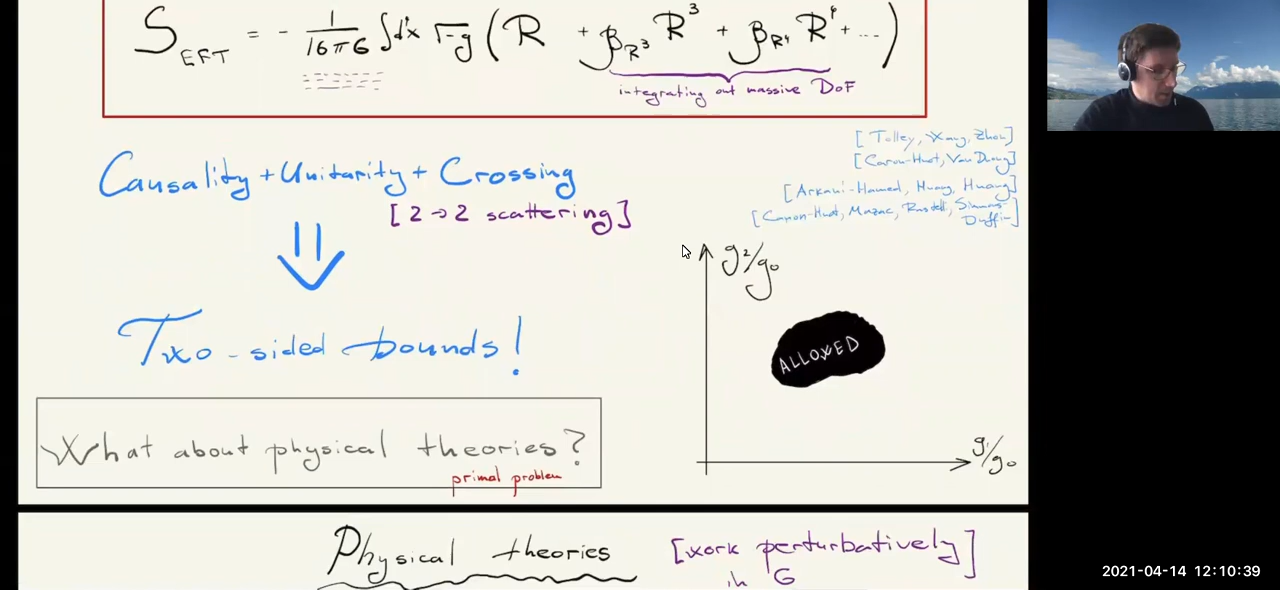 S_EFT = - 1/16πG ∫d⁴x √-g ( R + β_R³ R³ + β_R⁴ R⁴ + ... )
integrating out massive DoF
Causality + Unitarity + Crossing
[2→2 scattering]
[Tolley, Wang, Zhou]
[Caron-Huot, Van Duong]
[Arkani-Hamed, Huang, Huang]
[Caron-Huot, Mazac, Rastelli, Simmons-
Duffin]
⇓
g²/g₀
Two-sided bounds!
ALLOWED
What about physical theories?
primal problem
g¹/g₀
Physical theories [work perturbatively
in G
2021-04-14 12:10:39